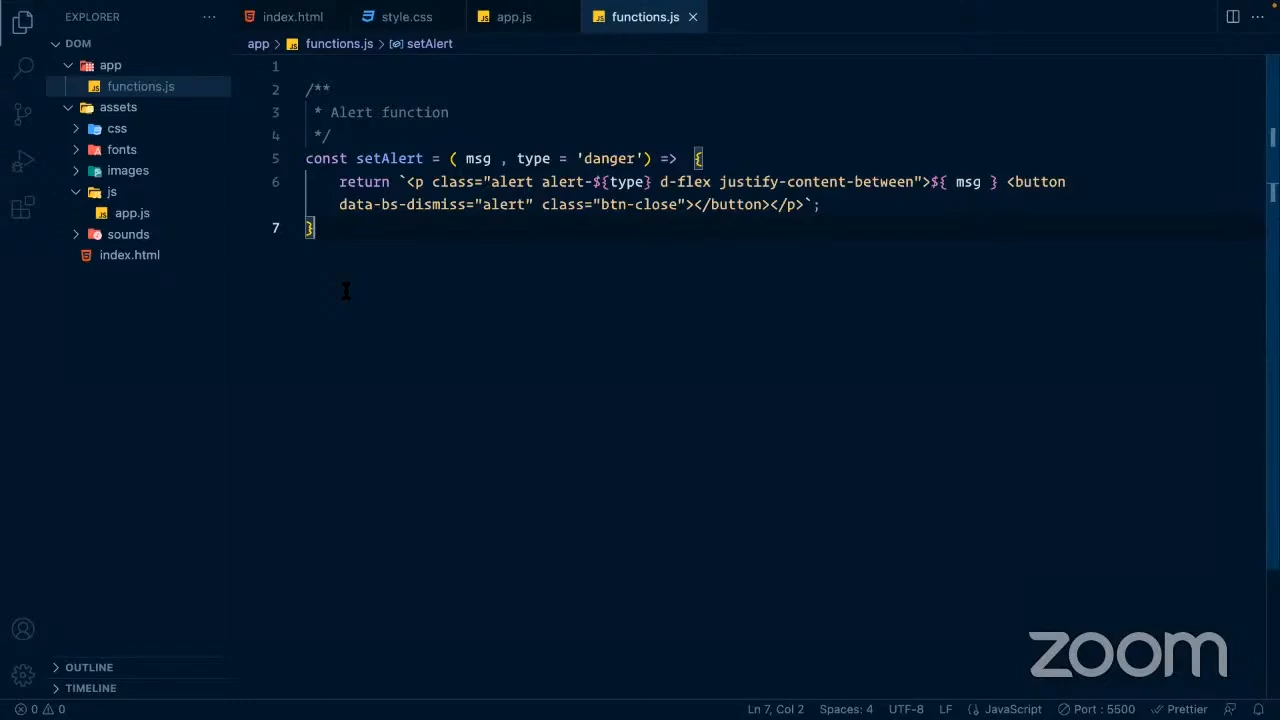 EXPLORER
index.html
style.css
app.js
functions.js
DOM
app > functions.js > setAlert
app
functions.js
assets
css
fonts
images
js
app.js
sounds
index.html
1
2 /**
3 * Alert function
4 */
5 const setAlert = ( msg , type = 'danger') => {
6 return `<p class="alert alert-${type} d-flex justify-content-between">${ msg } <button
data-bs-dismiss="alert" class="btn-close"></button></p>`;
7 }
zoom
OUTLINE
TIMELINE
0 0 Ln 7, Col 2 Spaces: 4 UTF-8 LF JavaScript Port : 5500 Prettier